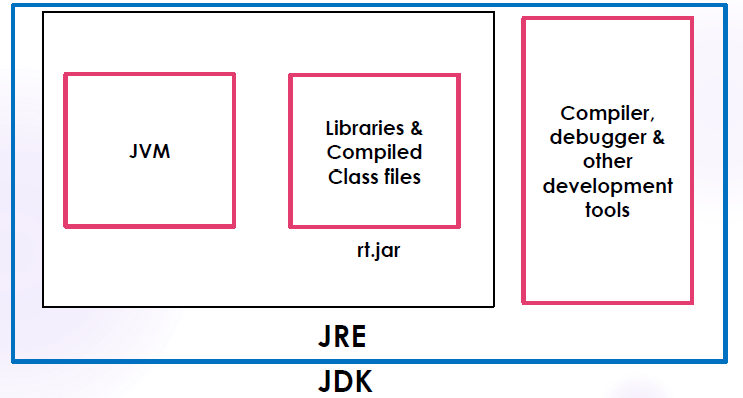 JVM
Libraries &
Compiled
Class files
rt.jar
Compiler,
debugger &
other
development
tools
JRE
JDK